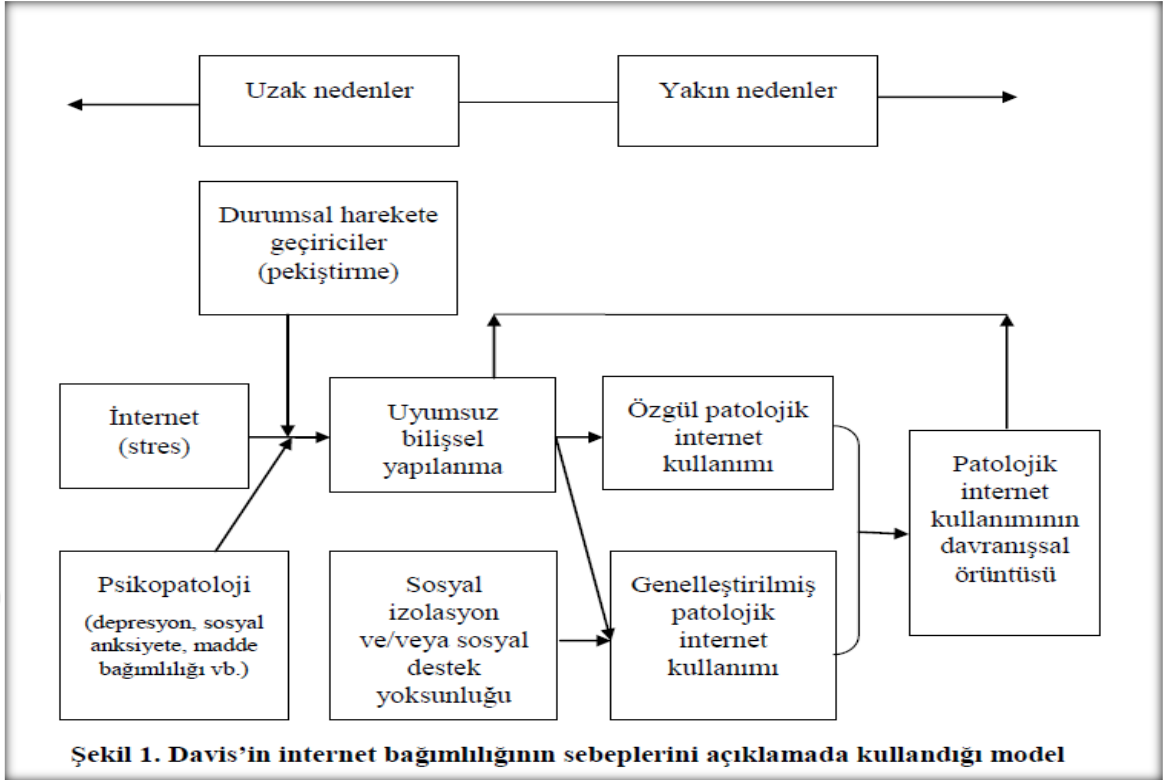 Uzak nedenler
Yakın nedenler
Durumsal harekete
geçiriciler
(pekiştirme)
İnternet
(stres)
Uyumsuz
bilişsel
yapılanma
Özgül patolojik
internet
kullanımı
Patolojik
internet
kullanımının
davranışsal
örüntüsü
Psikopatoloji
(depresyon, sosyal
anksiyete, madde
bağımlılığı vb.)
Sosyal
izolasyon
ve/veya sosyal
destek
yoksunluğu
Genelleştirilmiş
patolojik
internet
kullanımı
Şekil 1. Davis’in internet bağımlılığının sebeplerini açıklamada kullandığı model